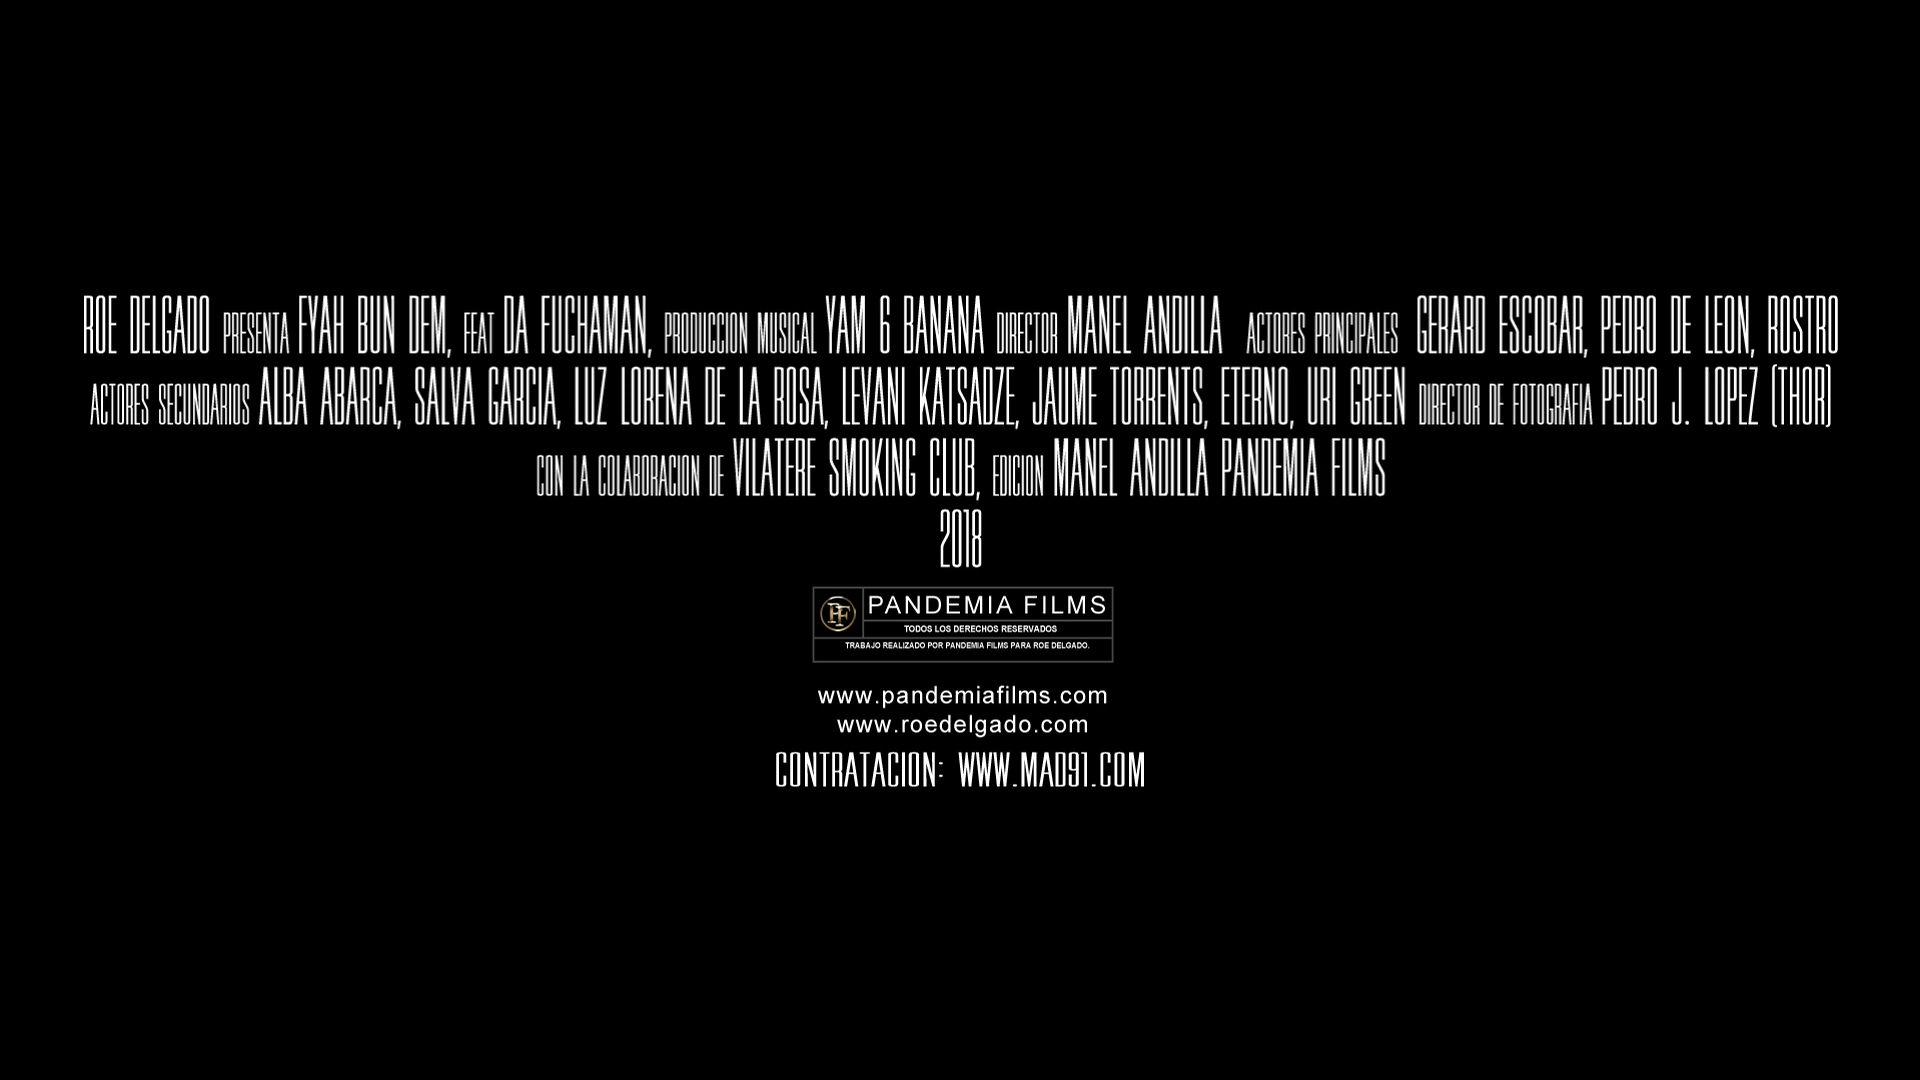 ROE DELGADO PRESENTA FYAH BUN DEM, FEAT DA FUCHAMAN, PRODUCCION MUSICAL YAM 6 BANANA DIRECTOR MANEL ANDILLA ACTORES PRINCIPALES GERARD ESCOBAR, PEDRO DE LEON, ROSTRO
ACTORES SECUNDARIOS ALBA ABARCA, SALVA GARCIA, LUZ LORENA DE LA ROSA, LEVANI KATSADZE, JAUME TORRENTS, ETERNO, URI GREEN DIRECTOR DE FOTOGRAFIA PEDRO J. LOPEZ (THOR)
CON LA COLABORACION DE VILATERE SMOKING CLUB, EDICION MANEL ANDILLA PANDEMIA FILMS
2018
PF PANDEMIA FILMS
TODOS LOS DERECHOS RESERVADOS
TRABAJO REALIZADO POR PANDEMIA FILMS PARA ROE DELGADO.
www.pandemiafilms.com
www.roedelgado.com
CONTRATACION: WWW.MAD91.COM